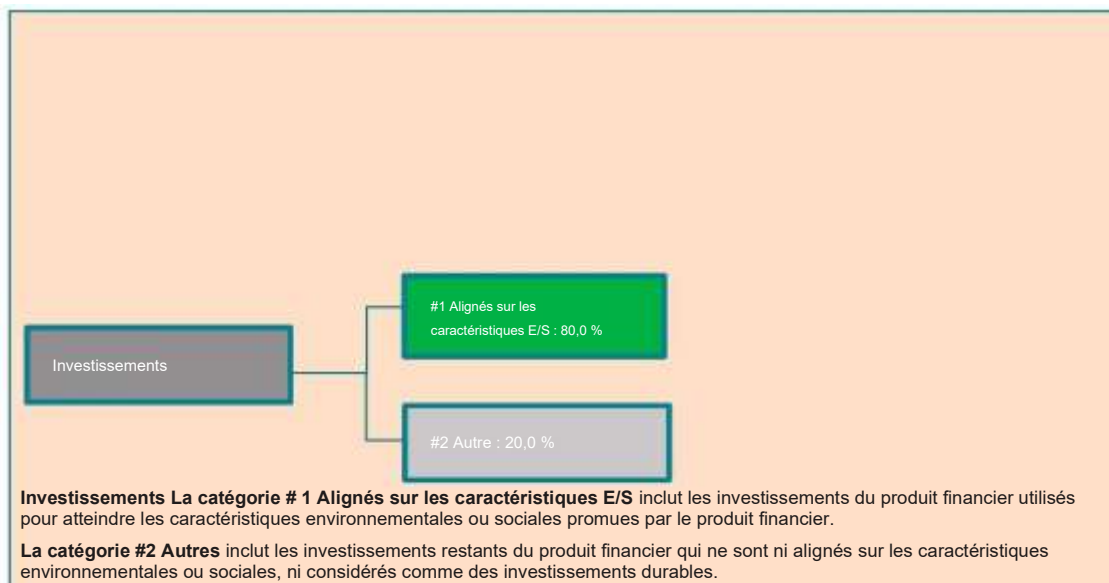 #1 Alignés sur les
caractéristiques E/S : 80,0 %
Investissements
#2 Autre : 20,0 %
Investissements La catégorie # 1 Alignés sur les caractéristiques E/S inclut les investissements du produit financier utilisés
pour atteindre les caractéristiques environnementales ou sociales promues par le produit financier.
La catégorie #2 Autres inclut les investissements restants du produit financier qui ne sont ni alignés sur les caractéristiques
environnementales ou sociales, ni considérés comme des investissements durables.